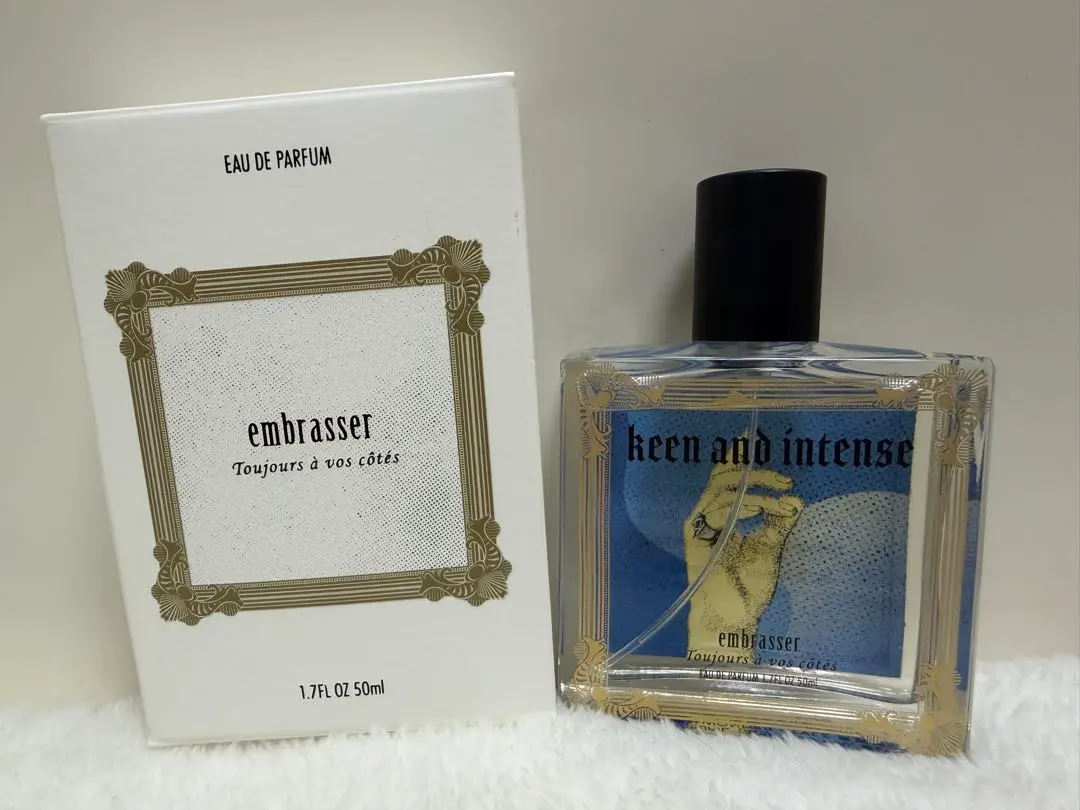 EAU DE PARFUM
embrasser
Toujours à vos côtés
1.7FL OZ 50ml
keen and intense
embrasser
Toujours à vos côtés
EAU DE PARFUM 1.7FL OZ 50ml